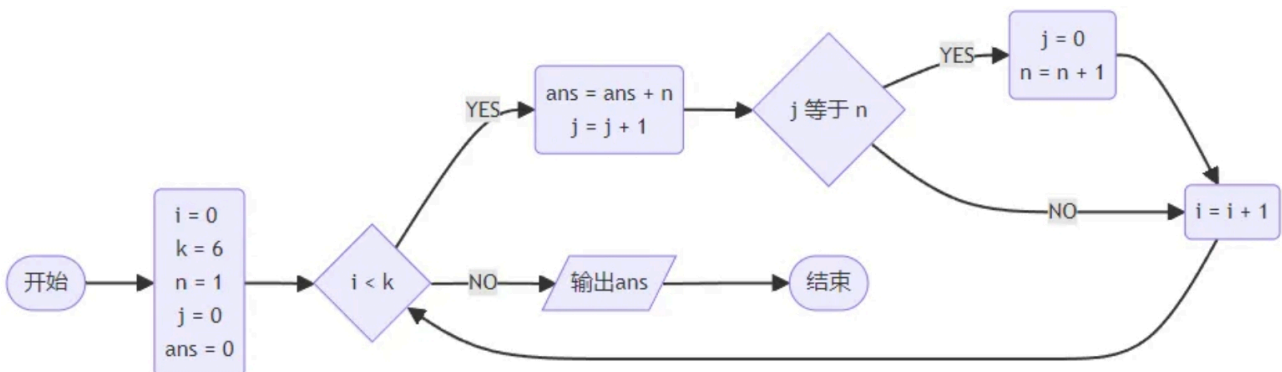 开始
i = 0
k = 6
n = 1
j = 0
ans = 0
i < k
YES
ans = ans + n
j = j + 1
j 等于 n
YES
j = 0
n = n + 1
NO
i = i + 1
NO
输出ans
结束